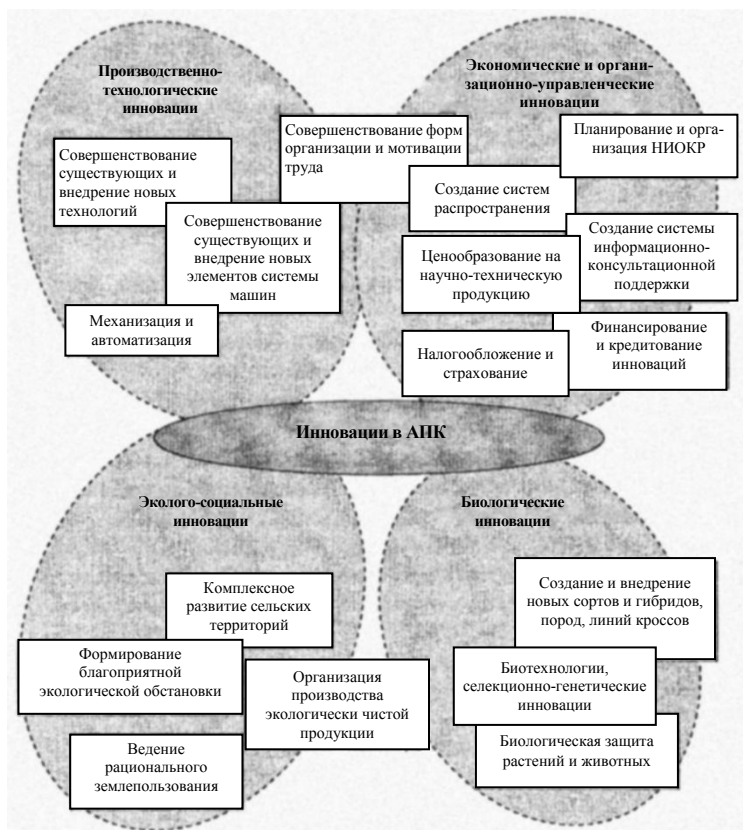 Производственно-
технологические
инновации
Экономические и органи-
зационно-управленческие
инновации
Совершенствование форм
организации и мотивации
труда
Планирование и орга-
низация НИОКР
Совершенствование
существующих и
внедрение новых
технологий
Создание систем
распространения
Совершенствование
существующих и
внедрение новых
элементов системы
машин
Создание системы
информационно-
консультационной
поддержки
Ценообразование на
научно-техническую
продукцию
Механизация и
автоматизация
Финансирование
и кредитование
инноваций
Налогообложение и
страхование
Инновации в АПК
Эколого-социальные
инновации
Биологические
инновации
Комплексное
развитие сельских
территорий
Создание и внедрение
новых сортов и гибридов,
пород, линий кроссов
Формирование
благоприятной
экологической обстановки
Организация
производства
экологически чистой
продукции
Биотехнологии,
селекционно-генетические
инновации
Ведение
рационального
землепользования
Биологическая защита
растений и животных